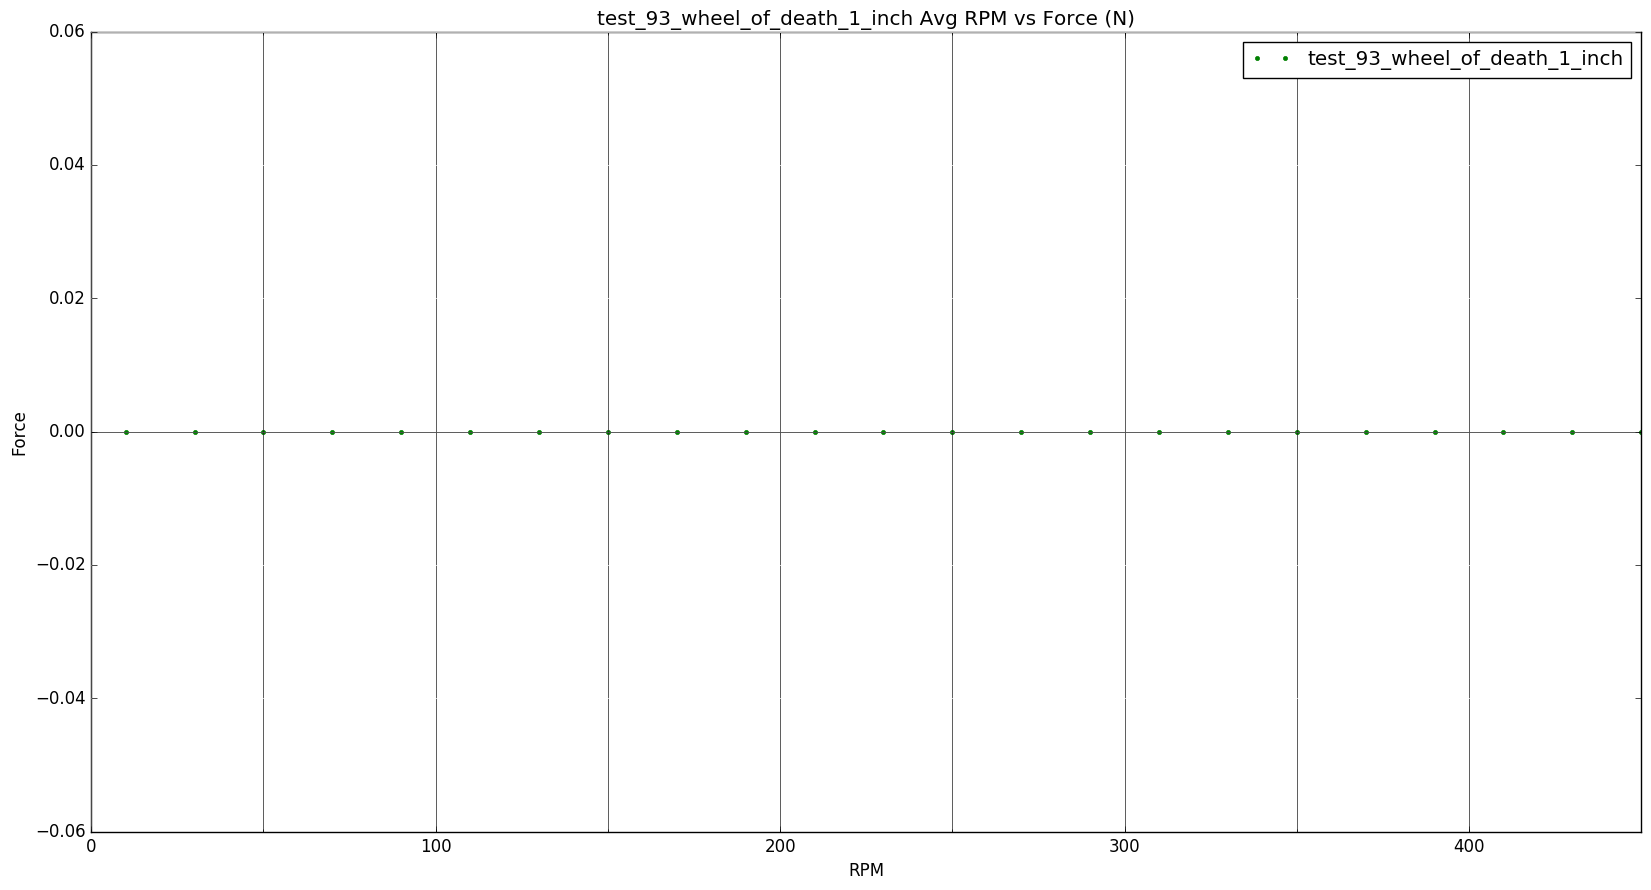 test_93_wheel_of_death_1_inch Avg RPM vs Force (N)
test_93_wheel_of_death_1_inch
0.06
0.04
0.02
0.00
−0.02
−0.04
−0.06
Force
0 100 200 300 400
RPM